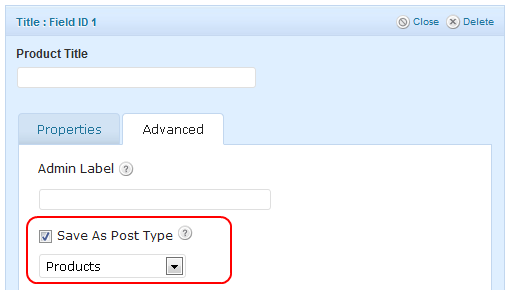 Title : Field ID 1 Close Delete
Product Title
Properties Advanced
Admin Label ?
Save As Post Type ?
Products